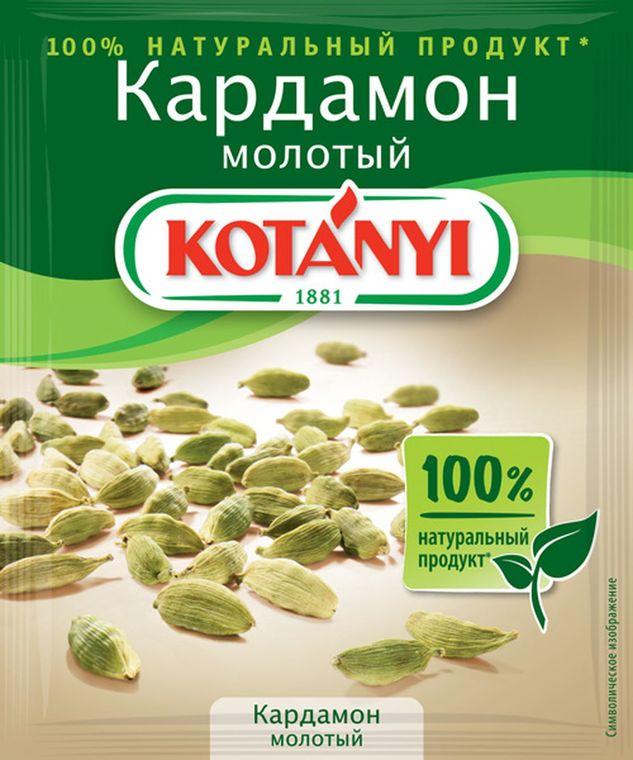 100% НАТУРАЛЬНЫЙ ПРОДУКТ*
Кардамон
молотый
KOTÁNYI
1881
100%
натуральный
продукт*
Символическое изображение
Кардамон
молотый